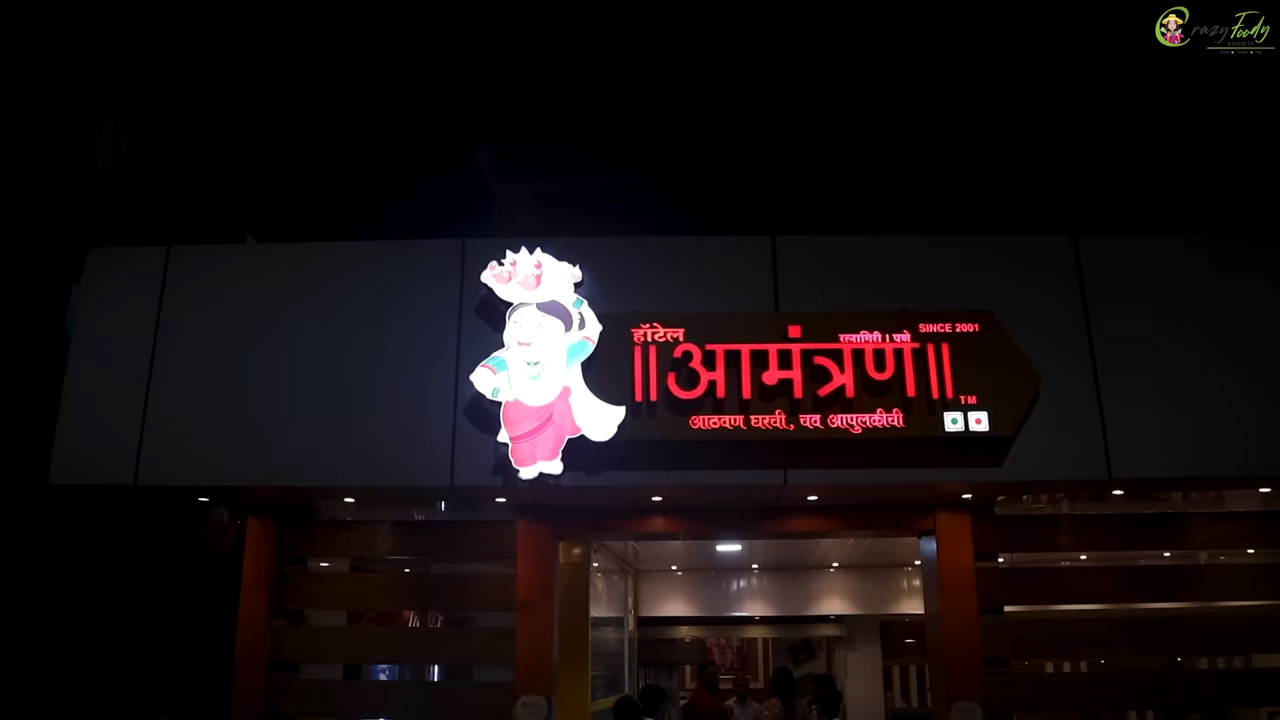 Crazy Foody
हॉटेल
रत्नागिरी । पुणे
SINCE 2001
॥आमंत्रण॥
TM
आठवण घरची, चव आपुलकीची